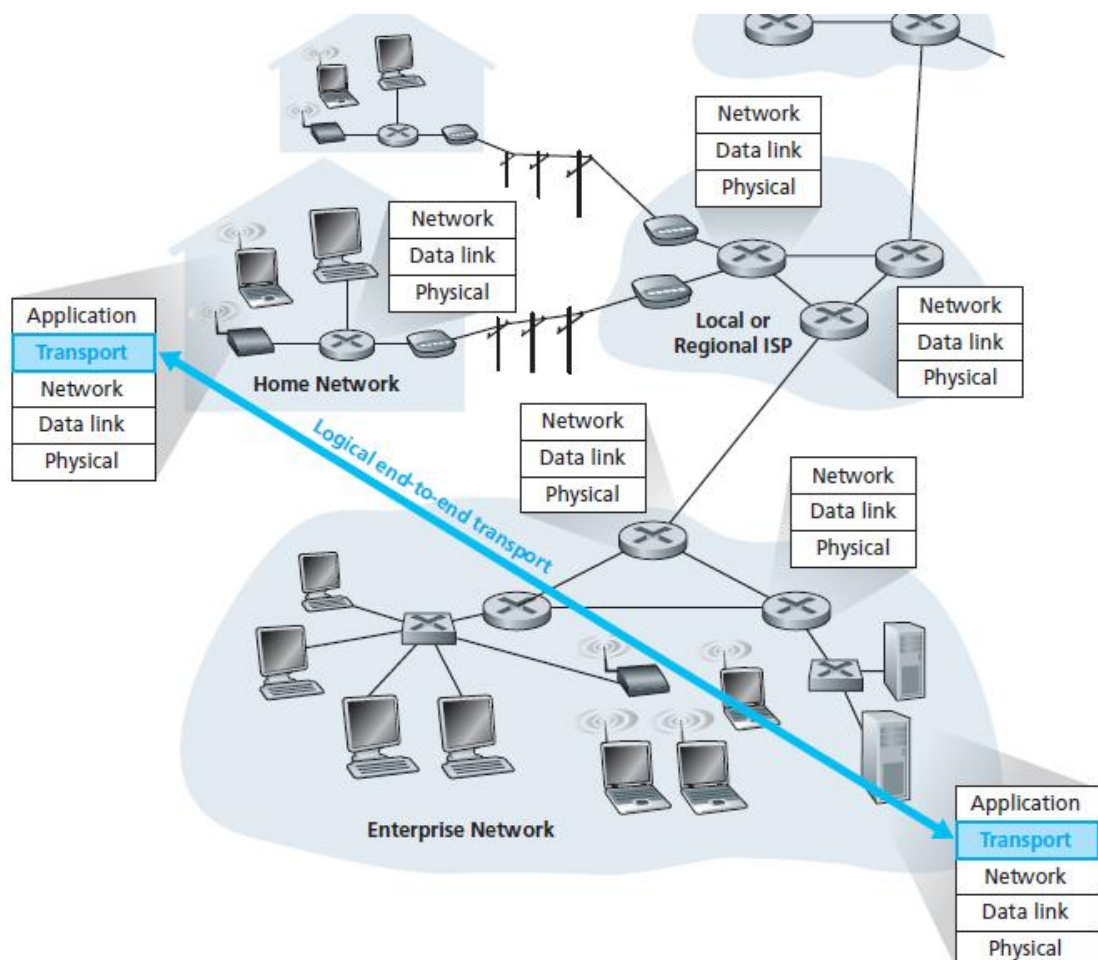 Network
Data link
Physical
Network
Data link
Physical
Application
Transport
Network
Data link
Physical
Home Network
Local or
Regional ISP
Network
Data link
Physical
Logical end-to-end transport
Network
Data link
Physical
Network
Data link
Physical
Enterprise Network
Application
Transport
Network
Data link
Physical